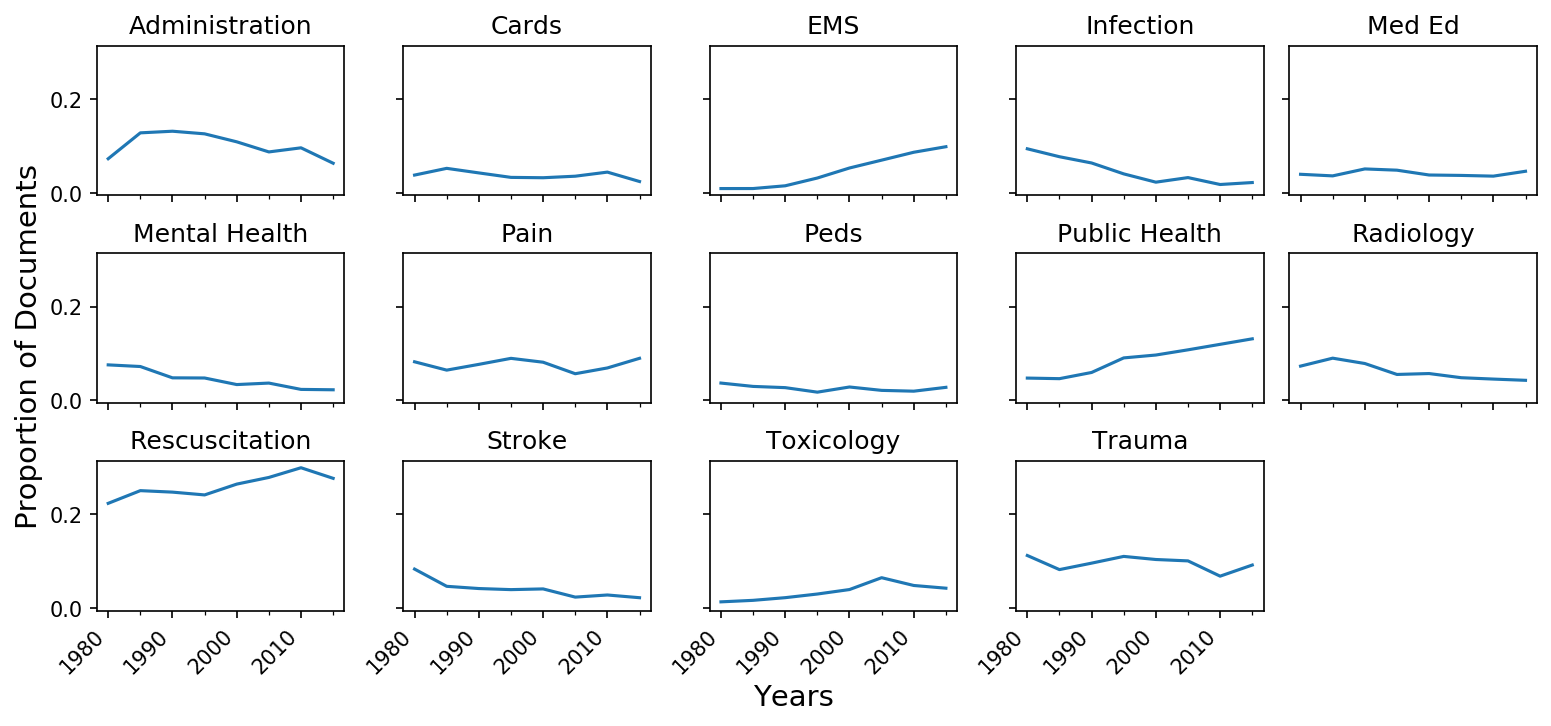 Administration Cards EMS Infection Med Ed
0.2
0.0
Mental Health Pain Peds Public Health Radiology
0.2
0.0
Proportion of Documents
Rescuscitation Stroke Toxicology Trauma
0.2
0.0
1980 1990 2000 2010 1980 1990 2000 2010 1980 1990 2000 2010 1980 1990 2000 2010
Years